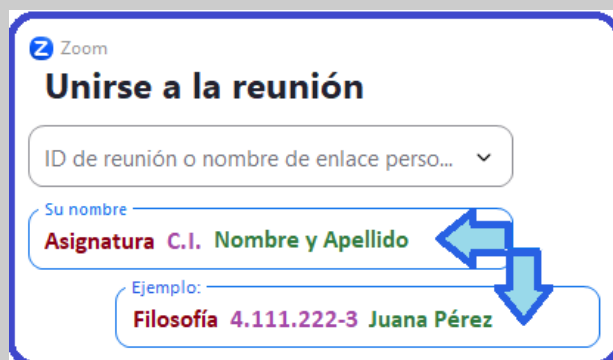 Zoom
Unirse a la reunión
ID de reunión o nombre de enlace perso...
Su nombre
Asignatura C.I. Nombre y Apellido
Ejemplo:
Filosofía 4.111.222-3 Juana Pérez